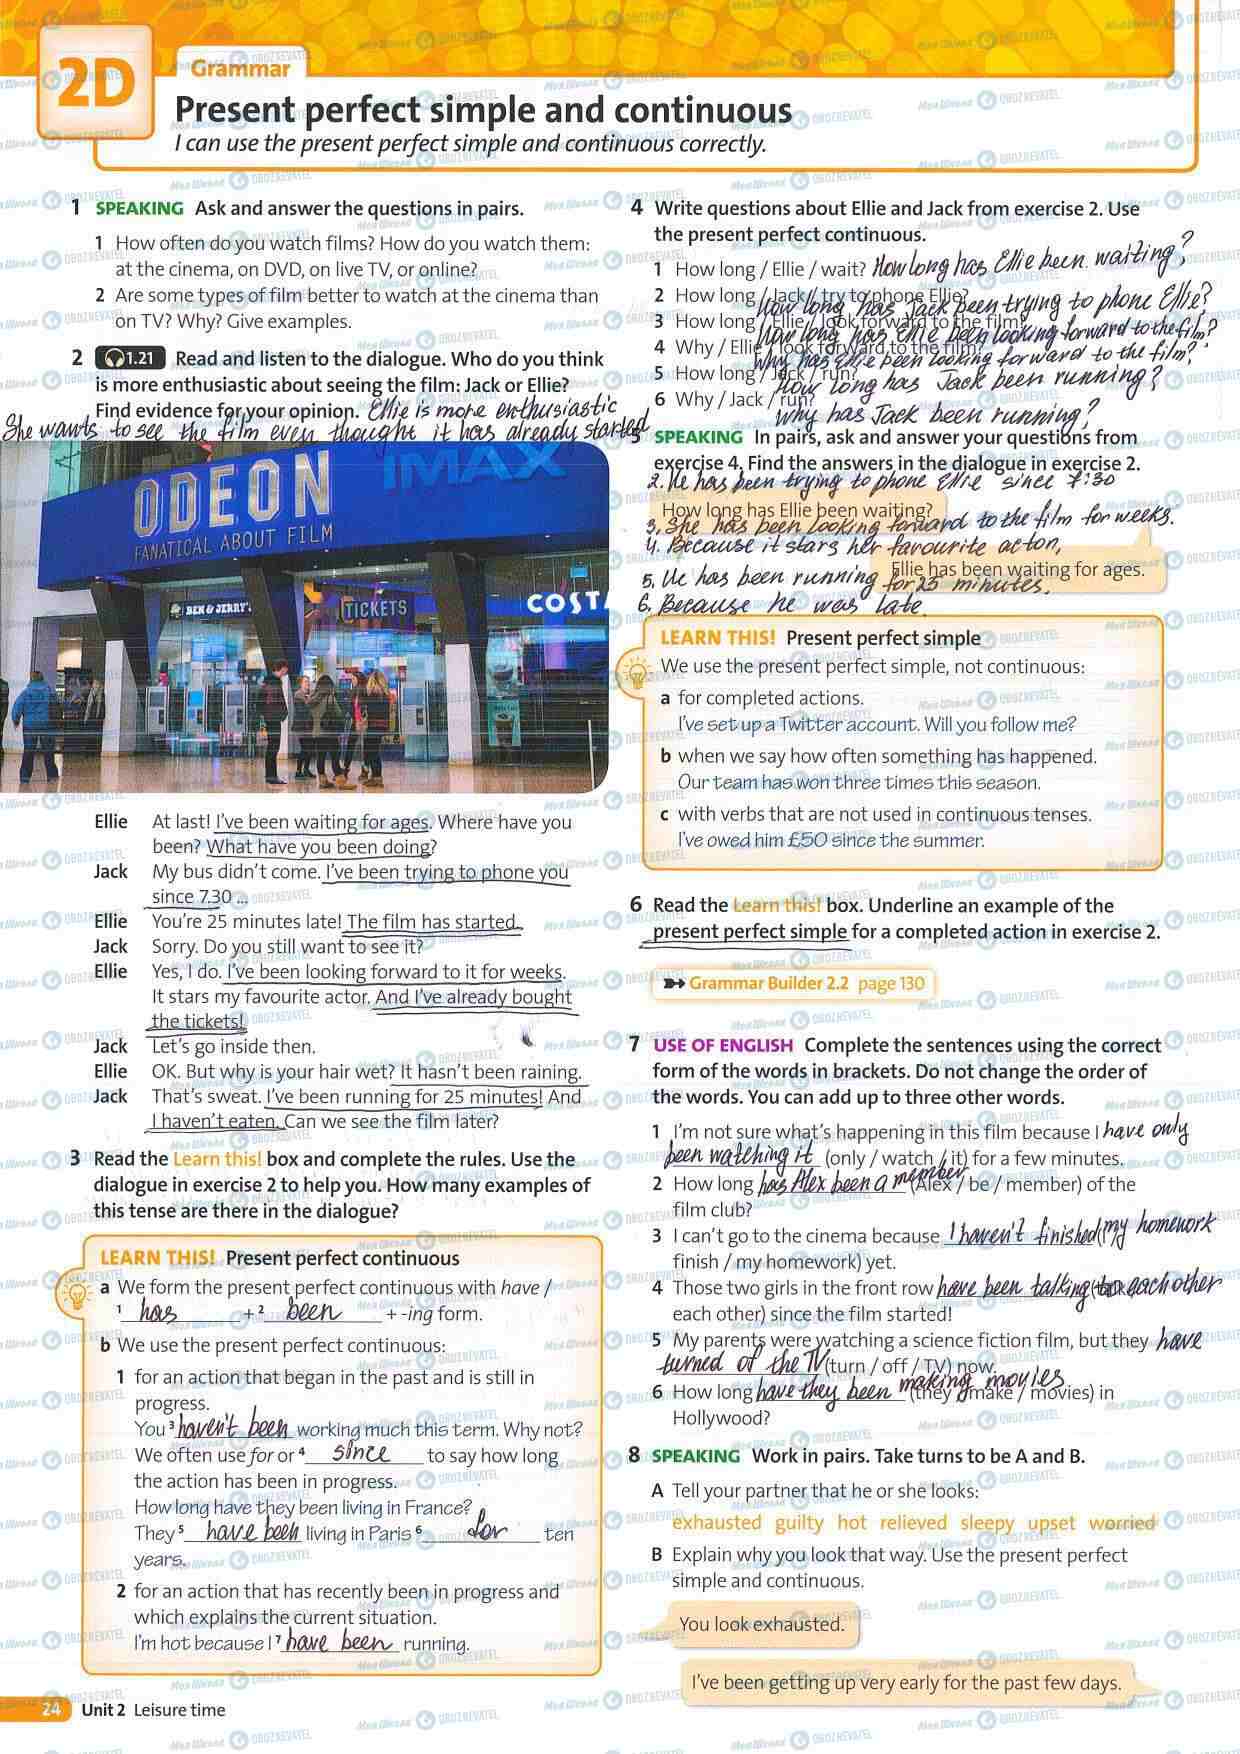 2D
Grammar
Present perfect simple and continuous
I can use the present perfect simple and continuous correctly.
1 SPEAKING Ask and answer the questions in pairs.
1 How often do you watch films? How do you watch them:
at the cinema, on DVD, on live TV, or online?
2 Are some types of film better to watch at the cinema than
on TV? Why? Give examples.
2 1.21 Read and listen to the dialogue. Who do you think
is more enthusiastic about seeing the film: Jack or Ellie?
Find evidence for your opinion. Ellie is more enthusiastic
She wants to see the film even thought it has already started
ODEON
FANATICAL ABOUT FILM
IMAX
BEN & JERRY'S
TICKETS
COSTA
Ellie At last! I've been waiting for ages. Where have you
been? What have you been doing?
Jack My bus didn't come. I've been trying to phone you
since 7.30 ...
Ellie You're 25 minutes late! The film has started.
Jack Sorry. Do you still want to see it?
Ellie Yes, I do. I've been looking forward to it for weeks.
It stars my favourite actor. And I've already bought
the tickets!
Jack Let's go inside then.
Ellie OK. But why is your hair wet? It hasn't been raining.
Jack That's sweat. I've been running for 25 minutes! And
I haven't eaten. Can we see the film later?
3 Read the Learn this! box and complete the rules. Use the
dialogue in exercise 2 to help you. How many examples of
this tense are there in the dialogue?
LEARN THIS! Present perfect continuous
a We form the present perfect continuous with have /
1 has + 2 been + -ing form.
b We use the present perfect continuous:
1 for an action that began in the past and is still in
progress.
You 3 haven't been working much this term. Why not?
We often use for or 4 since to say how long
the action has been in progress.
How long have they been living in France?
They 5 have been living in Paris 6 for ten
years.
2 for an action that has recently been in progress and
which explains the current situation.
I'm hot because I 7 have been running.
24 Unit 2 Leisure time
4 Write questions about Ellie and Jack from exercise 2. Use
the present perfect continuous.
1 How long / Ellie / wait? How long has Ellie been waiting?
2 How long / Jack / try to phone Ellie?
How long has Jack been trying to phone Ellie?
3 How long / Ellie / look forward to the film?
How long has Ellie been looking forward to the film?
4 Why / Ellie / look forward to the film?
Why has Ellie been looking forward to the film?
5 How long / Jack / run?
How long has Jack been running?
6 Why / Jack / run?
Why has Jack been running?
5 SPEAKING In pairs, ask and answer your questions from
exercise 4. Find the answers in the dialogue in exercise 2.
2. He has been trying to phone Ellie since 7:30
How long has Ellie been waiting?
3. She has been looking forward to the film for weeks.
4. Because it stars her favourite actor,
Ellie has been waiting for ages.
5. He has been running for 25 minutes.
6. Because he was late.
LEARN THIS! Present perfect simple
We use the present perfect simple, not continuous:
a for completed actions.
I've set up a Twitter account. Will you follow me?
b when we say how often something has happened.
Our team has won three times this season.
c with verbs that are not used in continuous tenses.
I've owed him £50 since the summer.
6 Read the Learn this! box. Underline an example of the
present perfect simple for a completed action in exercise 2.
Grammar Builder 2.2 page 130
7 USE OF ENGLISH Complete the sentences using the correct
form of the words in brackets. Do not change the order of
the words. You can add up to three other words.
1 I'm not sure what's happening in this film because I have only
been watching it (only / watch / it) for a few minutes.
2 How long has Alex been a member (Alex / be / member) of the
film club?
3 I can't go to the cinema because I haven't finished my homework (I /
finish / my homework) yet.
4 Those two girls in the front row have been talking to each other (talk /
each other) since the film started!
5 My parents were watching a science fiction film, but they have
turned of the TV (turn / off / TV) now.
6 How long have they been making movies (they / make / movies) in
Hollywood?
8 SPEAKING Work in pairs. Take turns to be A and B.
A Tell your partner that he or she looks:
exhausted guilty hot relieved sleepy upset worried
B Explain why you look that way. Use the present perfect
simple and continuous.
You look exhausted.
I've been getting up very early for the past few days.